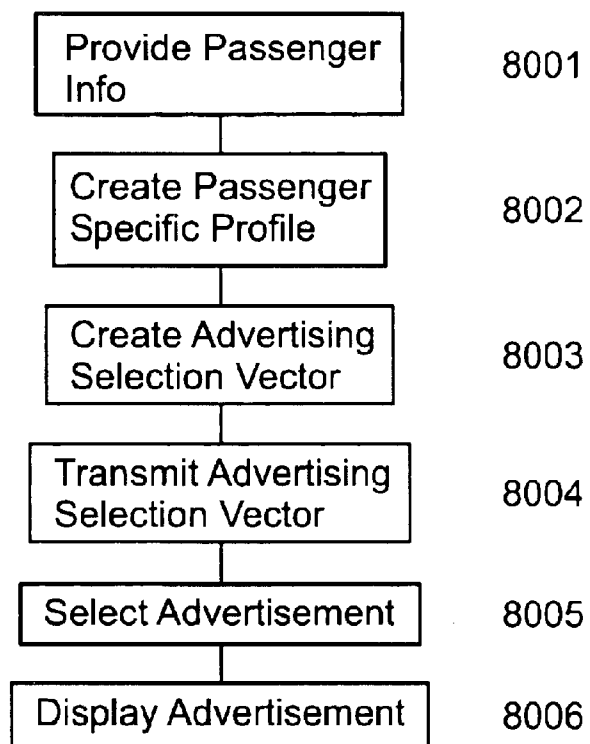 Provide Passenger
Info
8001
Create Passenger
Specific Profile
8002
Create Advertising
Selection Vector
8003
Transmit Advertising
Selection Vector
8004
Select Advertisement
8005
Display Advertisement
8006